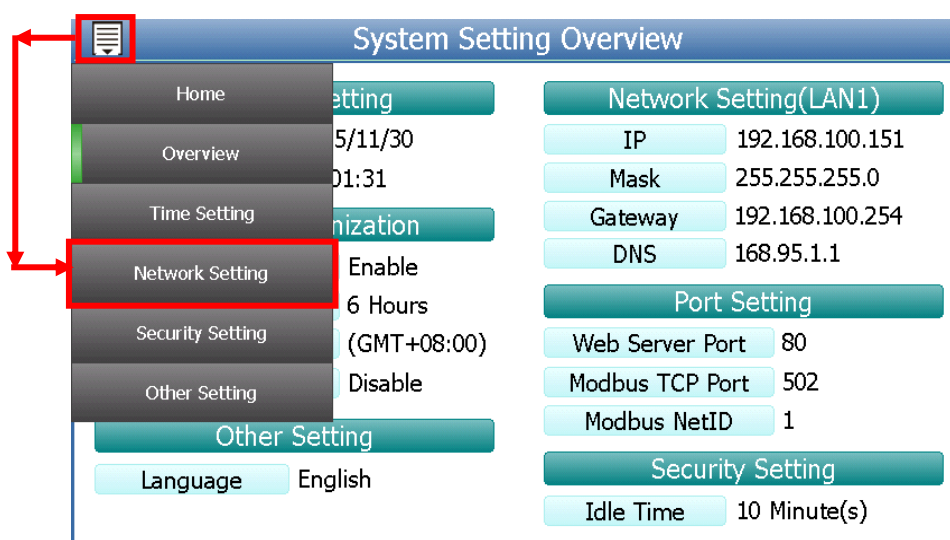 System Setting Overview
Home
Overview
Time Setting
Network Setting
Security Setting
Other Setting
etting
5/11/30
01:31
nization
Enable
6 Hours
(GMT+08:00)
Disable
Other Setting
Language English
Network Setting(LAN1)
IP 192.168.100.151
Mask 255.255.255.0
Gateway 192.168.100.254
DNS 168.95.1.1
Port Setting
Web Server Port 80
Modbus TCP Port 502
Modbus NetID 1
Security Setting
Idle Time 10 Minute(s)